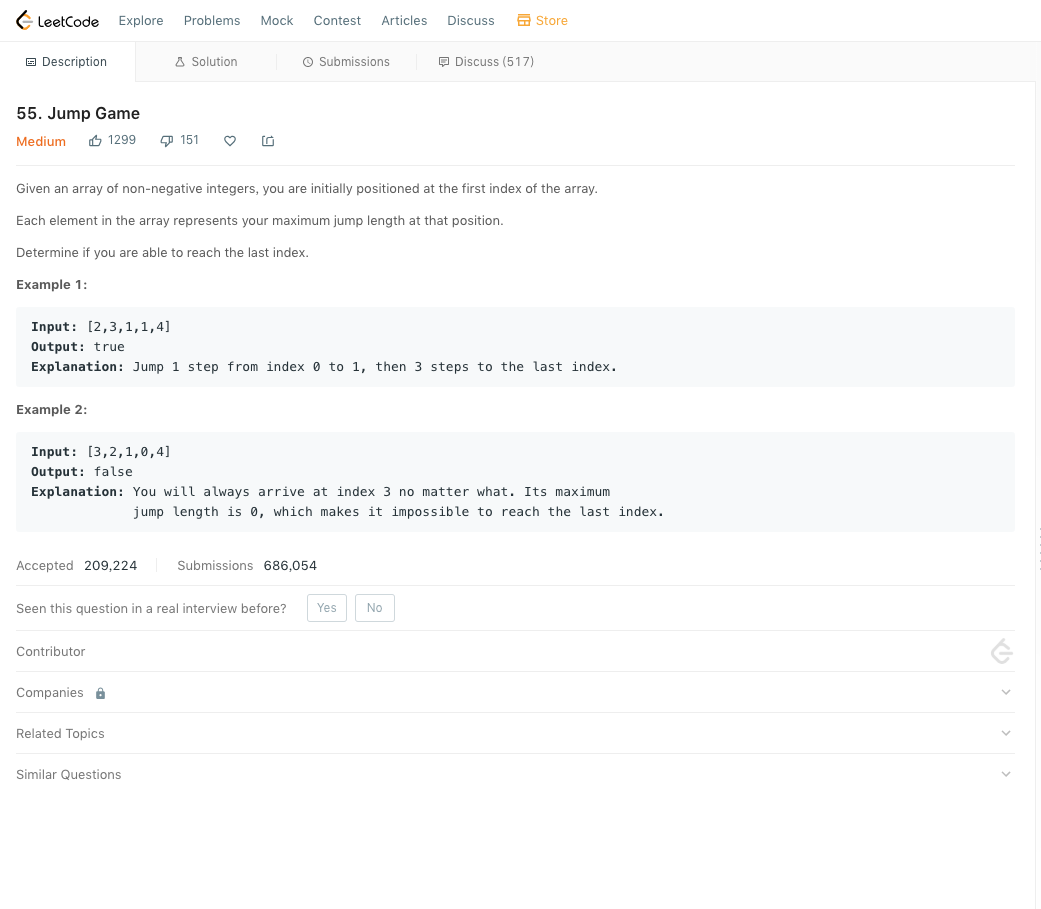 LeetCode Explore Problems Mock Contest Articles Discuss Store
Description Solution Submissions Discuss (517)
55. Jump Game
Medium 1299 151
Given an array of non-negative integers, you are initially positioned at the first index of the array.
Each element in the array represents your maximum jump length at that position.
Determine if you are able to reach the last index.
Example 1:
Input: [2,3,1,1,4]
Output: true
Explanation: Jump 1 step from index 0 to 1, then 3 steps to the last index.
Example 2:
Input: [3,2,1,0,4]
Output: false
Explanation: You will always arrive at index 3 no matter what. Its maximum
jump length is 0, which makes it impossible to reach the last index.
Accepted 209,224 Submissions 686,054
Seen this question in a real interview before? Yes No
Contributor
Companies
Related Topics
Similar Questions